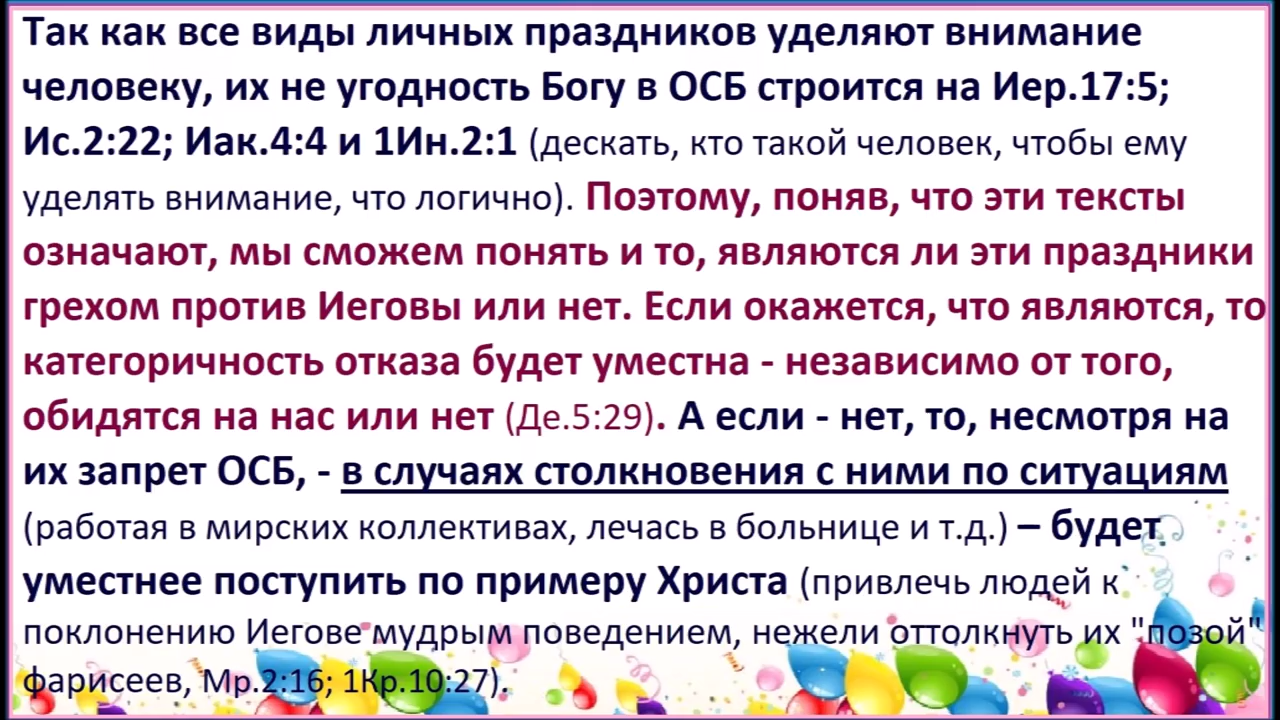 Так как все виды личных праздников уделяют внимание
человеку, их не угодность Богу в ОСБ строится на Иер.17:5;
Ис.2:22; Иак.4:4 и 1Ин.2:1 (дескать, кто такой человек, чтобы ему
уделять внимание, что логично). Поэтому, поняв, что эти тексты
означают, мы сможем понять и то, являются ли эти праздники
грехом против Иеговы или нет. Если окажется, что являются, то
категоричность отказа будет уместна - независимо от того,
обидятся на нас или нет (Де.5:29). А если - нет, то, несмотря на
их запрет ОСБ, - в случаях столкновения с ними по ситуациям
(работая в мирских коллективах, лечась в больнице и т.д.) – будет
уместнее поступить по примеру Христа (привлечь людей к
поклонению Иегове мудрым поведением, нежели оттолкнуть их "позой"
фарисеев, Мр.2:16; 1Кр.10:27).